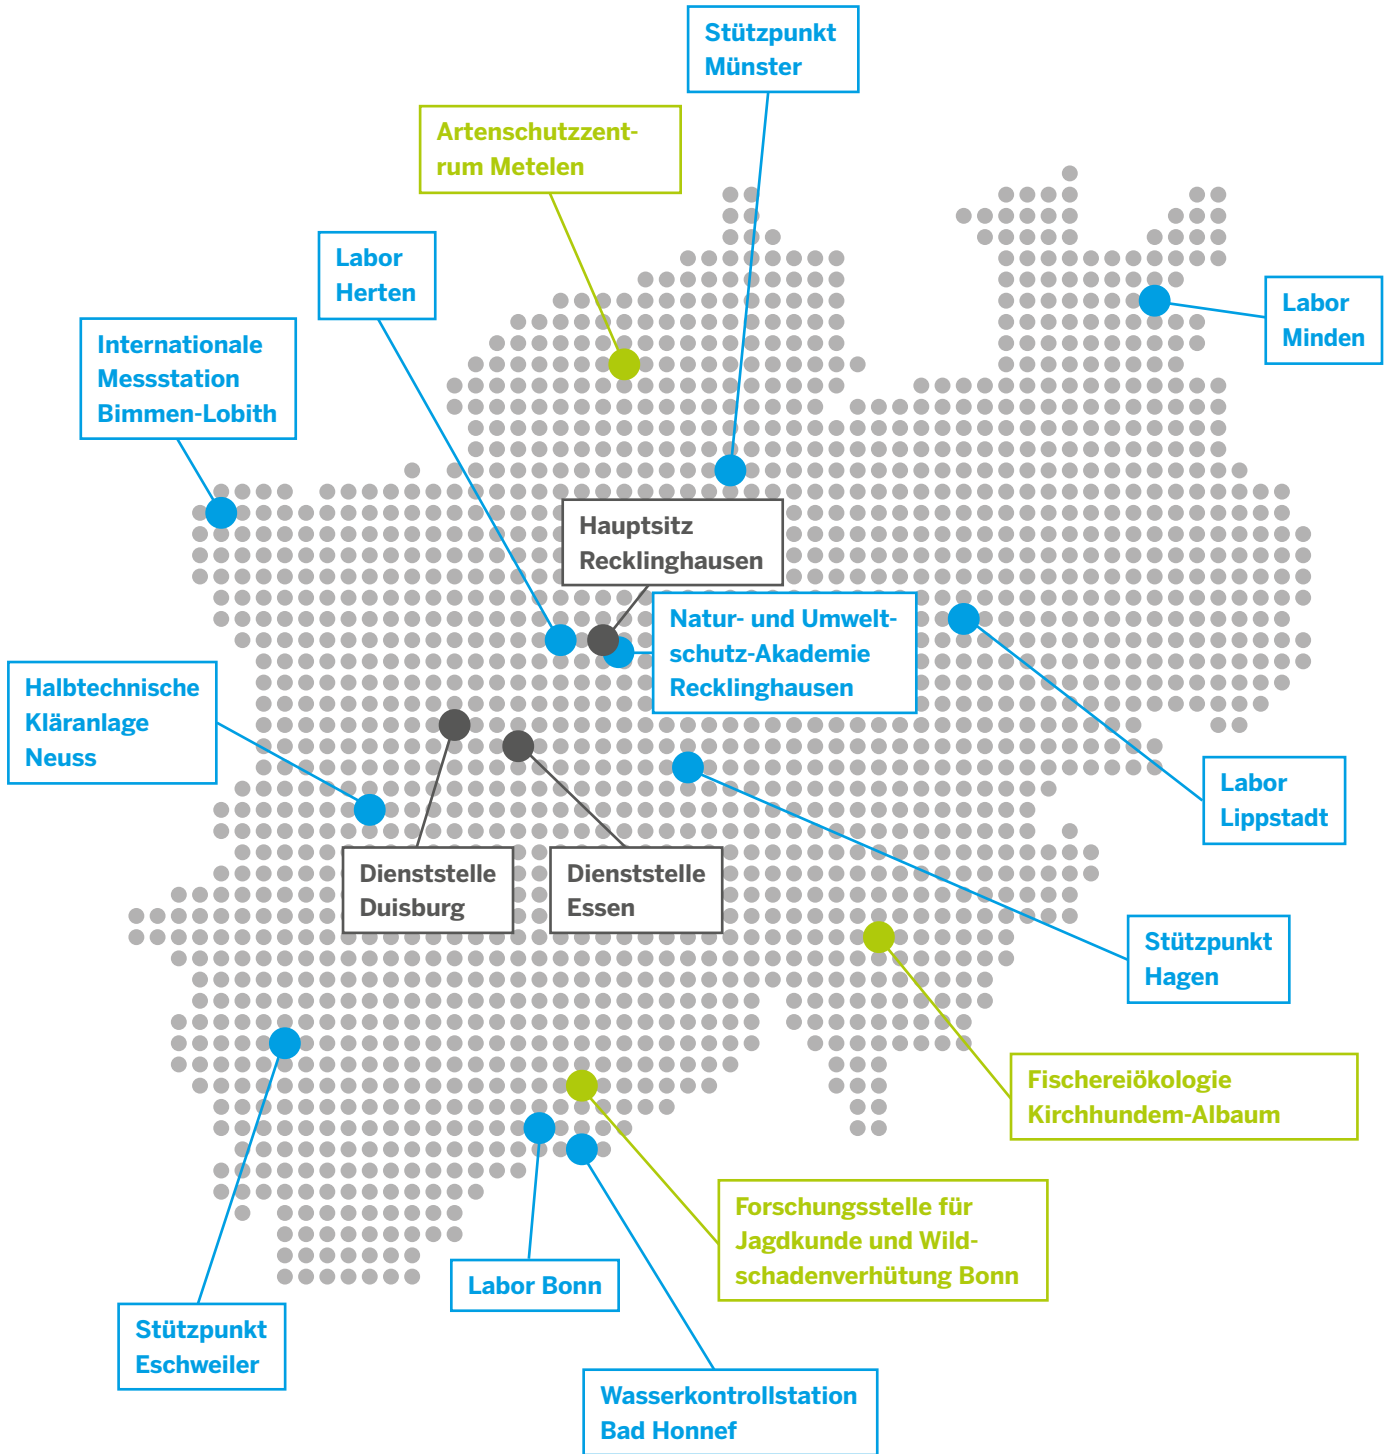 Stützpunkt
Münster
Artenschutzzent-
rum Metelen
Labor
Herten
Labor
Minden
Internationale
Messstation
Bimmen-Lobith
Hauptsitz
Recklinghausen
Natur- und Umwelt-
schutz-Akademie
Recklinghausen
Halbtechnische
Kläranlage
Neuss
Labor
Lippstadt
Dienststelle
Duisburg
Dienststelle
Essen
Stützpunkt
Hagen
Fischereiökologie
Kirchhundem-Albaum
Forschungsstelle für
Jagdkunde und Wild-
schadenverhütung Bonn
Labor Bonn
Stützpunkt
Eschweiler
Wasserkontrollstation
Bad Honnef